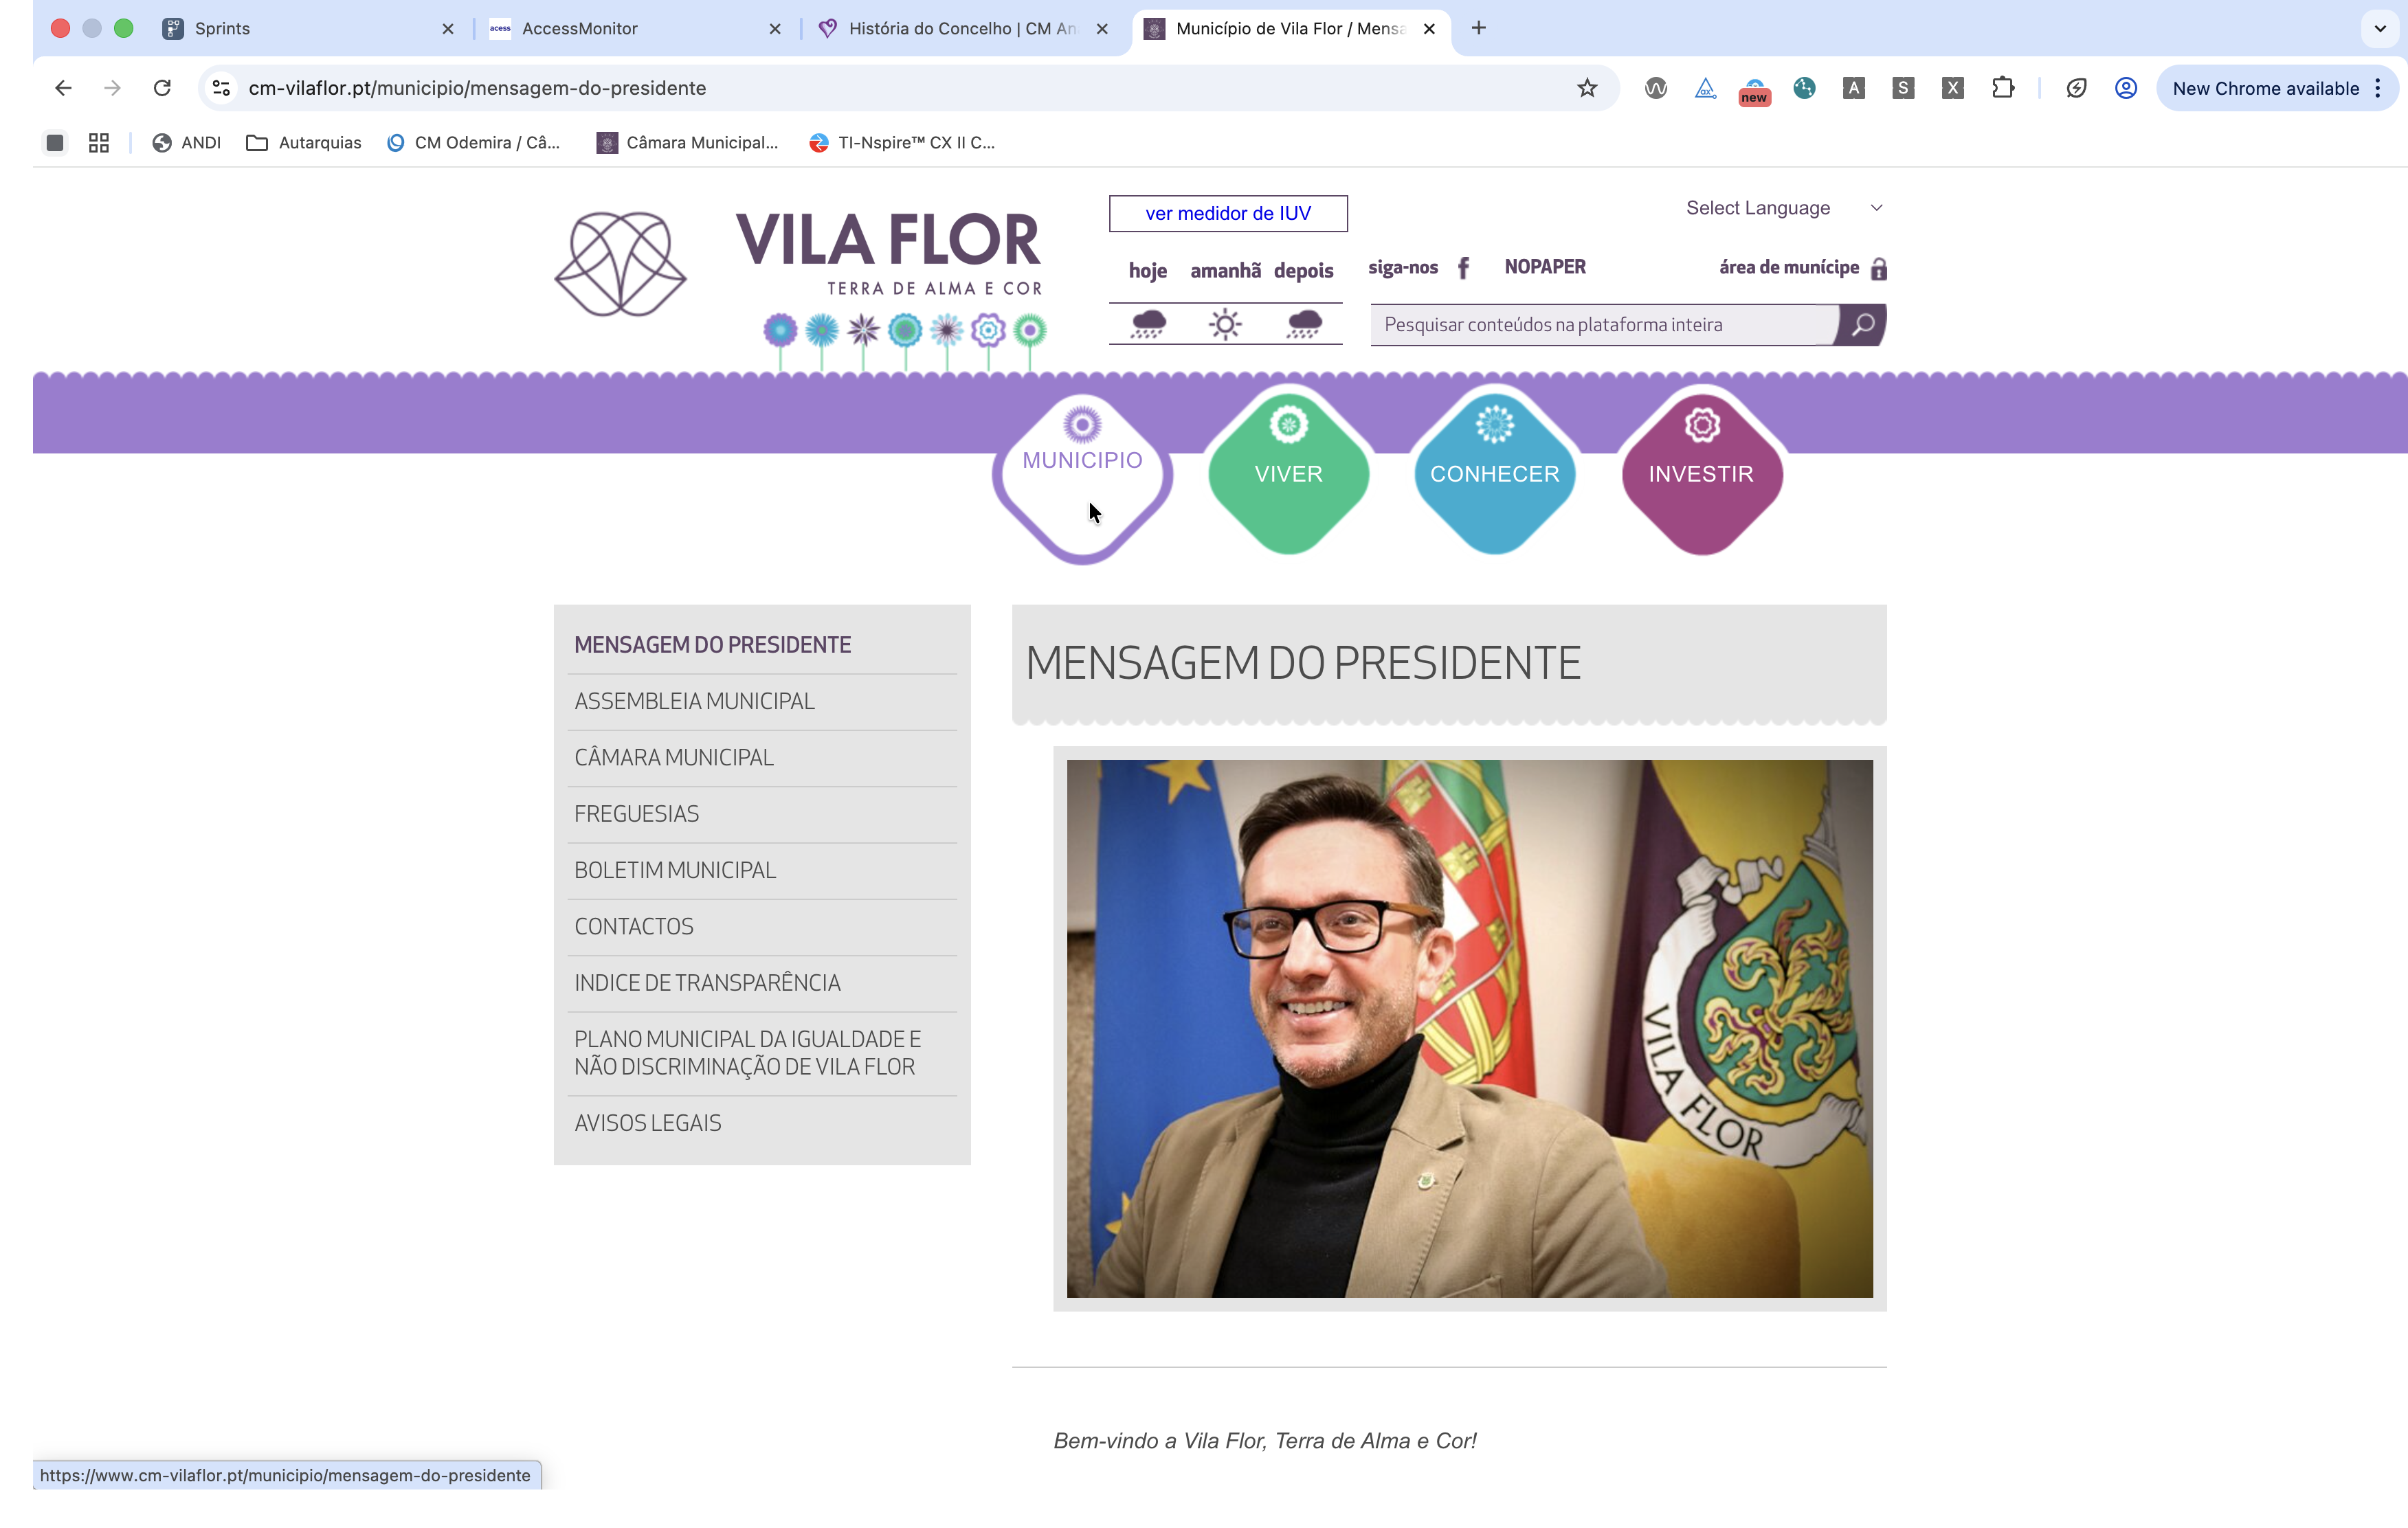 Sprints
AccessMonitor
História do Concelho | CM An
Município de Vila Flor / Mensa
cm-vilaflor.pt/municipio/mensagem-do-presidente
new
A
S
X
New Chrome available
ANDI
Autarquias
CM Odemira / Câ...
Câmara Municipal...
TI-Nspire™ CX II C...
VILA FLOR
TERRA DE ALMA E COR
ver medidor de IUV
Select Language
hoje amanhã depois
siga-nos f NOPAPER
área de munícipe
Pesquisar conteúdos na plataforma inteira
MUNICIPIO
VIVER
CONHECER
INVESTIR
MENSAGEM DO PRESIDENTE
ASSEMBLEIA MUNICIPAL
CÂMARA MUNICIPAL
FREGUESIAS
BOLETIM MUNICIPAL
CONTACTOS
INDICE DE TRANSPARÊNCIA
PLANO MUNICIPAL DA IGUALDADE E
NÃO DISCRIMINAÇÃO DE VILA FLOR
AVISOS LEGAIS
MENSAGEM DO PRESIDENTE
VILA FLOR
Bem-vindo a Vila Flor, Terra de Alma e Cor!
https://www.cm-vilaflor.pt/municipio/mensagem-do-presidente